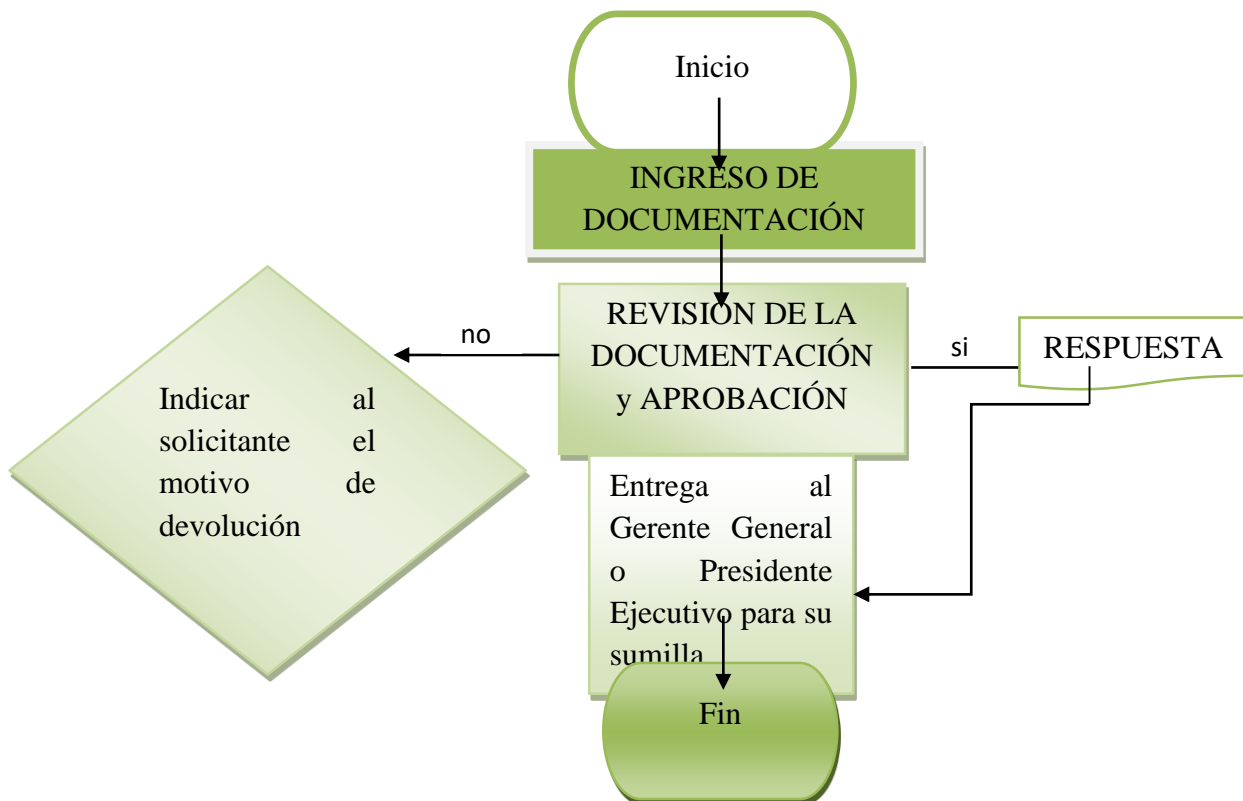 Inicio
INGRESO DE
DOCUMENTACIÓN
REVISIÓN DE LA
DOCUMENTACIÓN
y APROBACIÓN
no
si
RESPUESTA
Indicar al
solicitante el
motivo de
devolución
Entrega al
Gerente General
o Presidente
Ejecutivo para su
sumilla
Fin